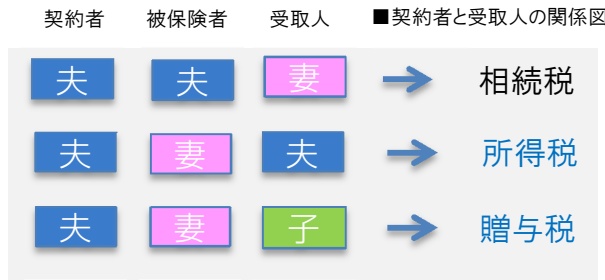 契約者 被保険者 受取人 ■契約者と受取人の関係図
夫 夫 妻 相続税
夫 妻 夫 所得税
夫 妻 子 贈与税